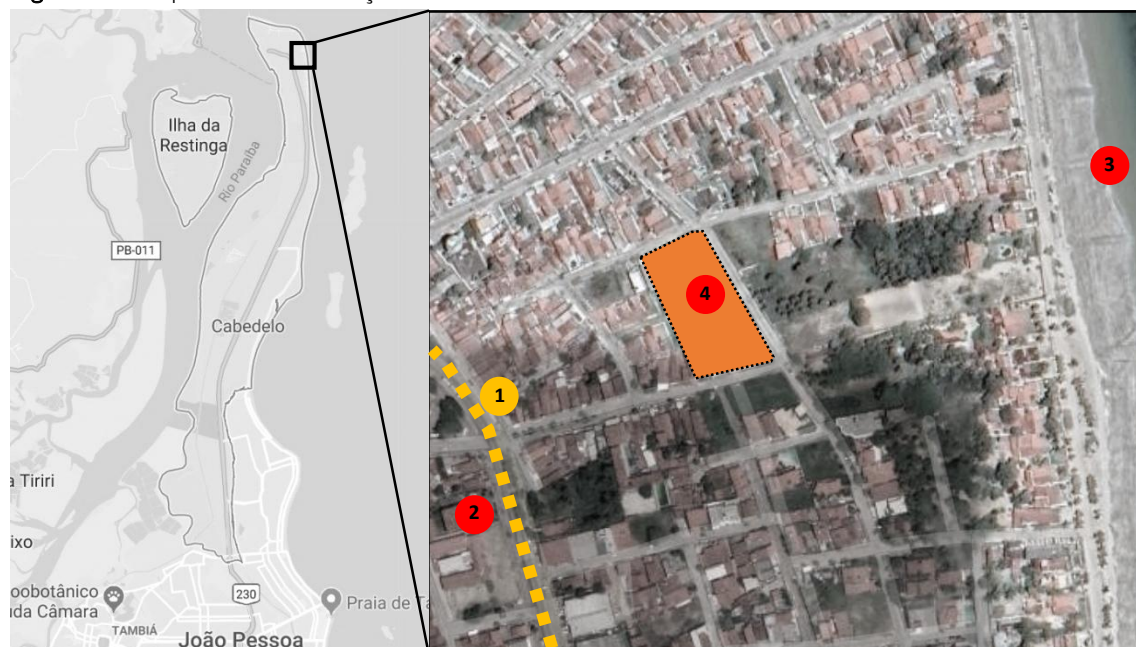 Ilha da
Restinga
Rio Paraíba
PB-011
Cabedelo
a Tiriri
ixo
oobotânico
uda Câmara
TAMBIÁ
230
Praia de Ta
João Pessoa
3
4
1
2